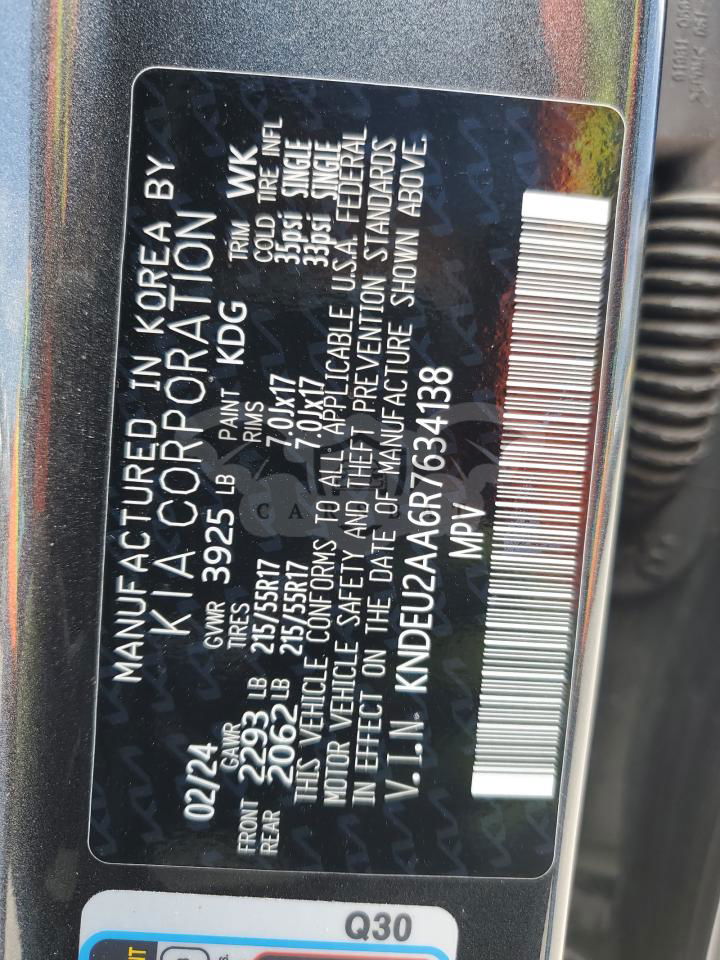 MANUFACTURED IN KOREA BY
KIA CORPORATION
02/24 GVWR 3925 LB PAINT KDG TRIM WK
GAWR TIRES RIMS COLD TIRE INFL
FRONT 2293 LB 215/55R17 7.0Jx17 35psi SINGLE
REAR 2062 LB 215/55R17 7.0Jx17 33psi SINGLE
THIS VEHICLE CONFORMS TO ALL APPLICABLE U.S.A. FEDERAL
MOTOR VEHICLE SAFETY AND THEFT PREVENTION STANDARDS
IN EFFECT ON THE DATE OF MANUFACTURE SHOWN ABOVE.
V.I.N. KNDEU2AA6R7634138
MPV
Q30